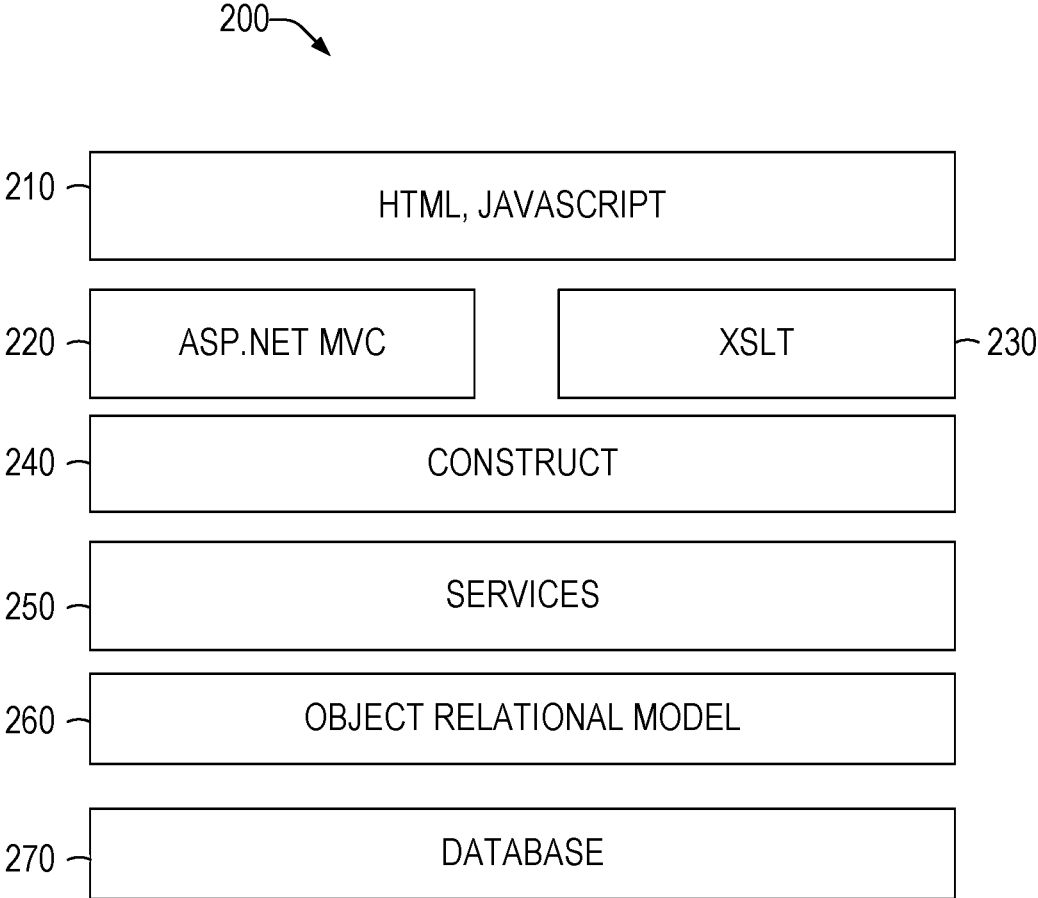 200
210
HTML, JAVASCRIPT
220
ASP.NET MVC
XSLT
230
240
CONSTRUCT
250
SERVICES
260
OBJECT RELATIONAL MODEL
270
DATABASE